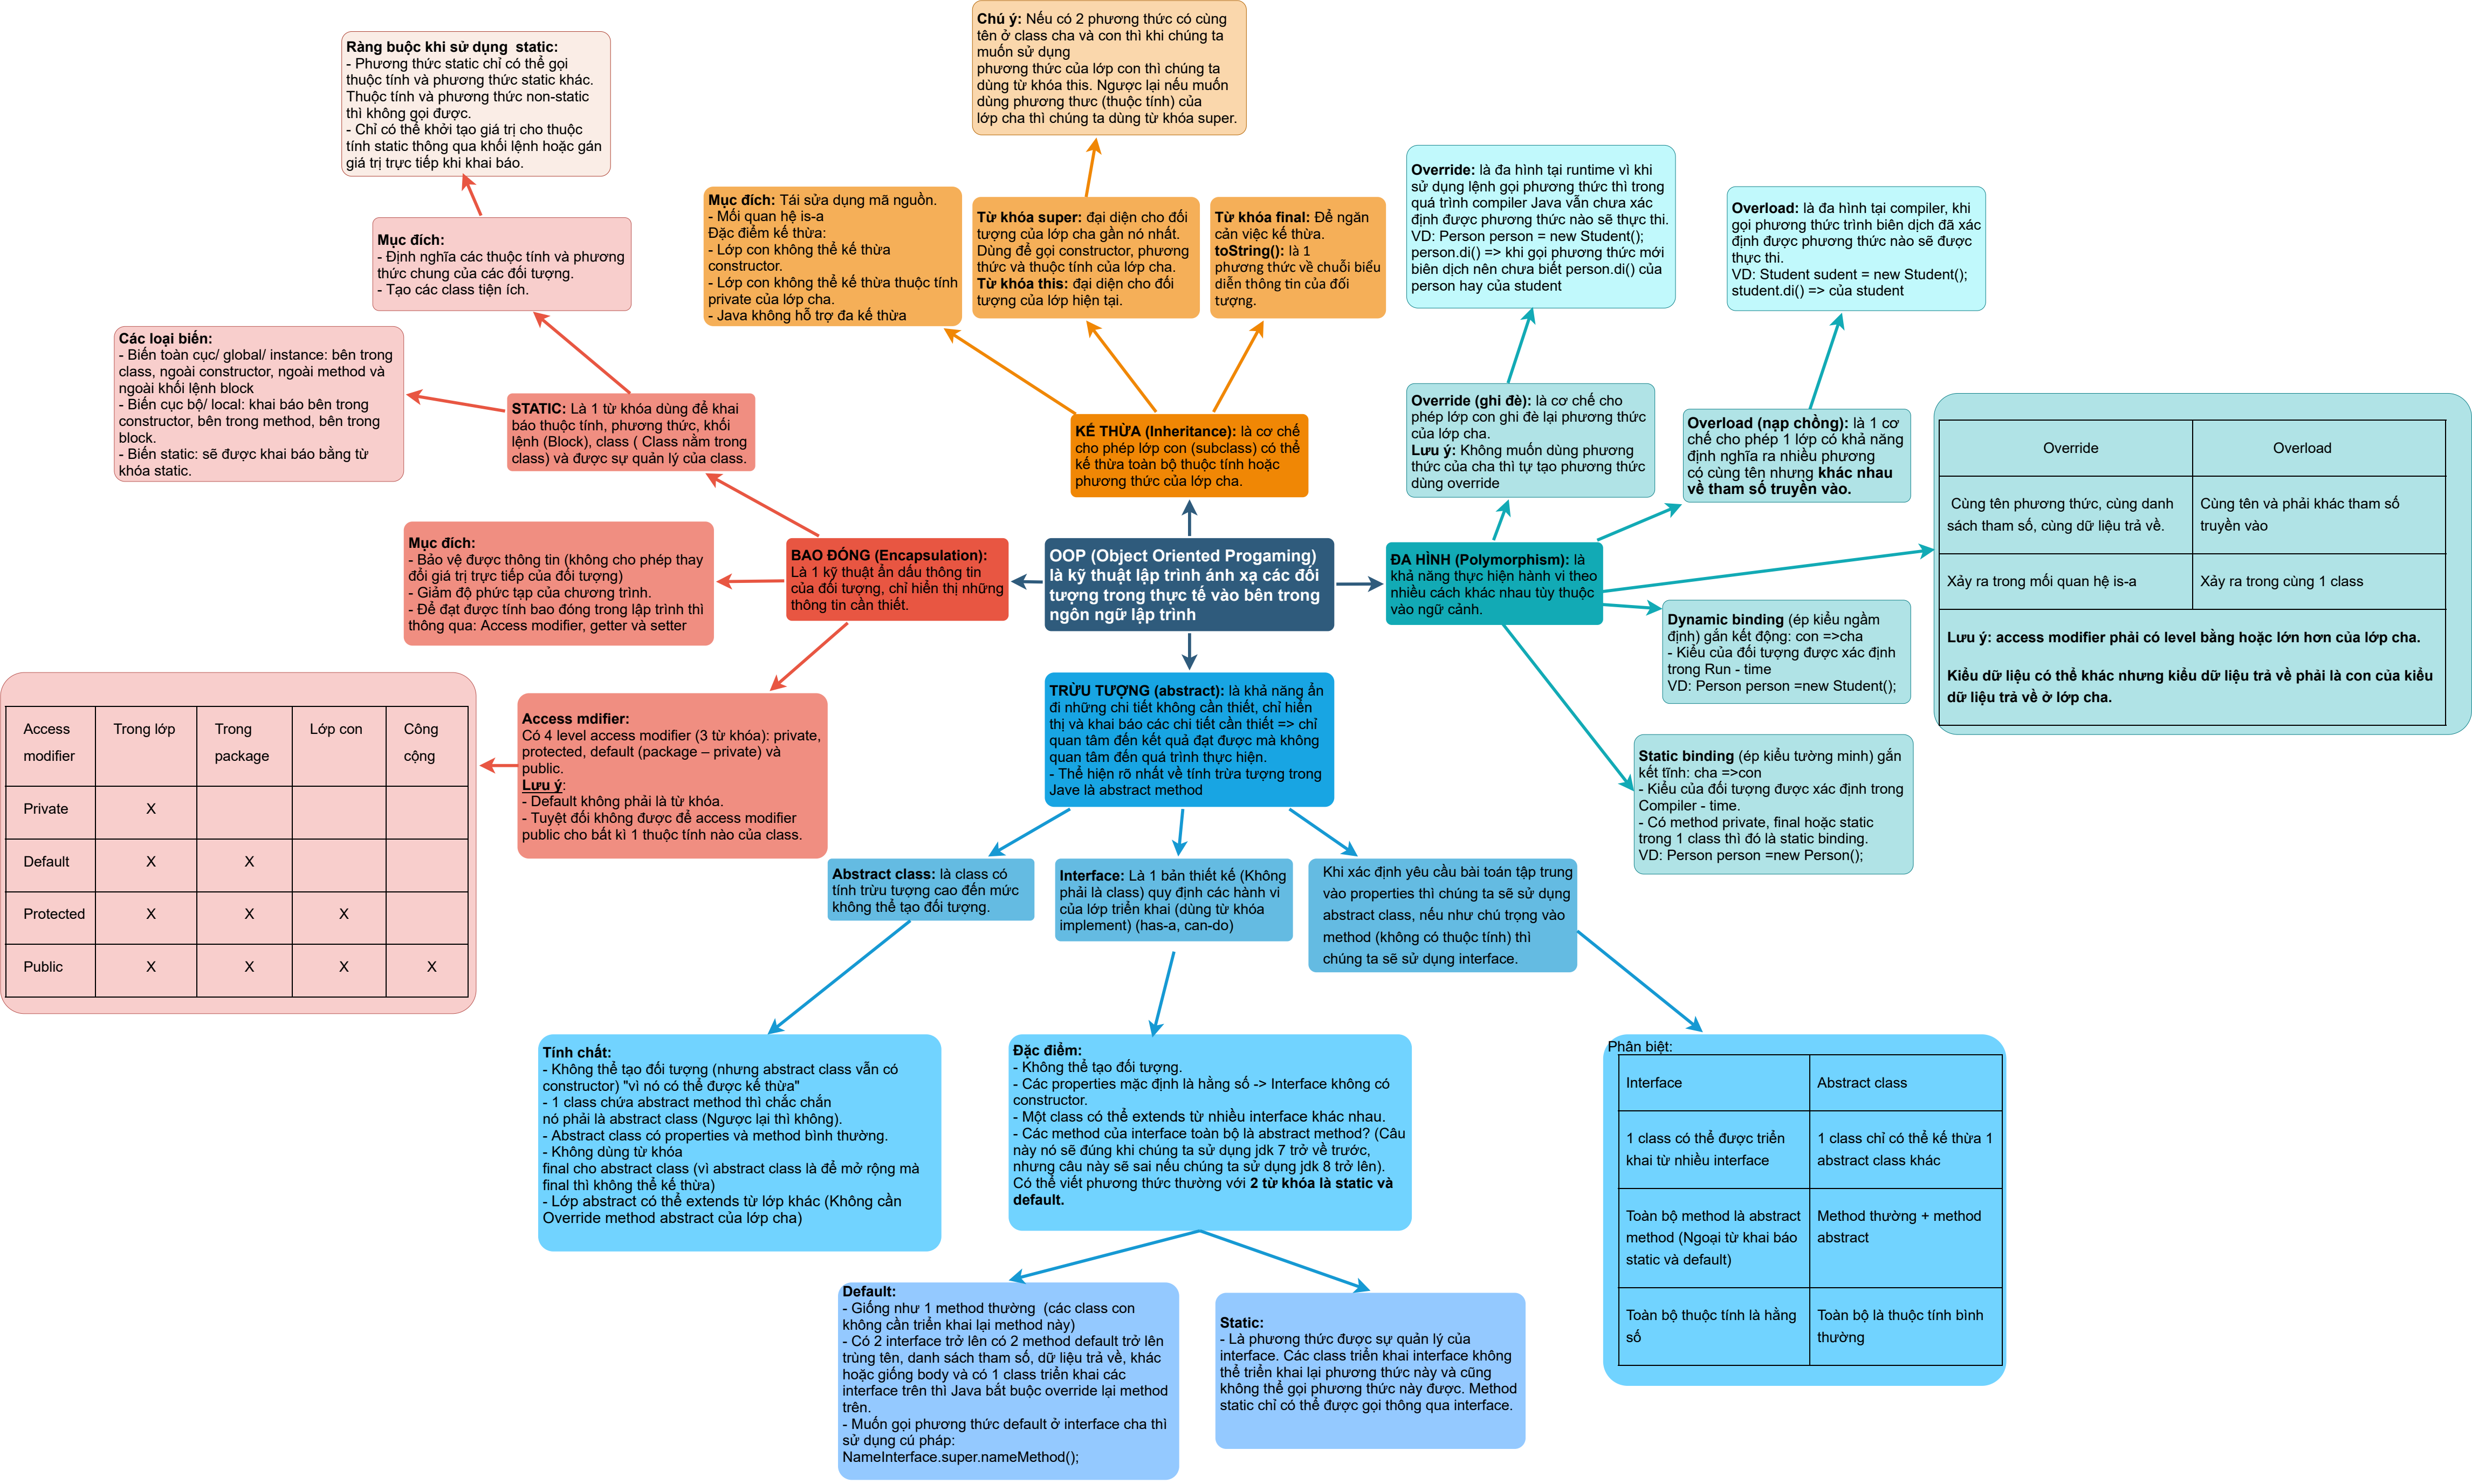 OOP (Object Oriented Progaming)
là kỹ thuật lập trình ánh xạ các đối
tượng trong thực tế vào bên trong
ngôn ngữ lập trình
BAO ĐÓNG (Encapsulation):
Là 1 kỹ thuật ẩn dấu thông tin
của đối tượng, chỉ hiển thị những
thông tin cần thiết.
STATIC: Là 1 từ khóa dùng để khai
báo thuộc tính, phương thức, khối
lệnh (Block), class ( Class nằm trong
class) và được sự quản lý của class.
Mục đích:
- Định nghĩa các thuộc tính và phương
thức chung của các đối tượng.
- Tạo các class tiện ích.
Ràng buộc khi sử dụng  static:
- Phương thức static chỉ có thể gọi
thuộc tính và phương thức static khác.
Thuộc tính và phương thức non-static
thì không gọi được.
- Chỉ có thể khởi tạo giá trị cho thuộc
tính static thông qua khối lệnh hoặc gán
giá trị trực tiếp khi khai báo.
Các loại biến:
- Biến toàn cục/ global/ instance: bên trong
class, ngoài constructor, ngoài method và
ngoài khối lệnh block
- Biến cục bộ/ local: khai báo bên trong
constructor, bên trong method, bên trong
block.
- Biến static: sẽ được khai báo bằng từ
khóa static.
Mục đích:
- Bảo vệ được thông tin (không cho phép thay
đổi giá trị trực tiếp của đối tượng)
- Giảm độ phức tạp của chương trình.
- Để đạt được tính bao đóng trong lập trình thì
thông qua: Access modifier, getter và setter
Access mdifier:
Có 4 level access modifier (3 từ khóa): private,
protected, default (package – private) và
public.
Lưu ý:
- Default không phải là từ khóa.
- Tuyệt đối không được để access modifier
public cho bất kì 1 thuộc tính nào của class.
Access modifier	Trong lớp	Trong package	Lớp con	Công cộng
Private	X
Default	X	X
Protected	X	X	X
Public	X	X	X	X
KẾ THỪA (Inheritance): là cơ chế
cho phép lớp con (subclass) có thể
kế thừa toàn bộ thuộc tính hoặc
phương thức của lớp cha.
Mục đích: Tái sửa dụng mã nguồn.
- Mối quan hệ is-a
Đặc điểm kế thừa:
- Lớp con không thể kế thừa
constructor.
- Lớp con không thể kế thừa thuộc tính
private của lớp cha.
- Java không hỗ trợ đa kế thừa
Từ khóa super: đại diện cho đối
tượng của lớp cha gần nó nhất.
Dùng để gọi constructor, phương
thức và thuộc tính của lớp cha.
Từ khóa this: đại diện cho đối
tượng của lớp hiện tại.
Chú ý: Nếu có 2 phương thức có cùng
tên ở class cha và con thì khi chúng ta
muốn sử dụng
phương thức của lớp con thì chúng ta
dùng từ khóa this. Ngược lại nếu muốn
dùng phương thưc (thuộc tính) của
lớp cha thì chúng ta dùng từ khóa super.
Từ khóa final: Để ngăn
cản việc kế thừa.
toString(): là 1
phương thức về chuỗi biểu
diễn thông tin của đối
tượng.
ĐA HÌNH (Polymorphism): là
khả năng thực hiện hành vi theo
nhiều cách khác nhau tùy thuộc
vào ngữ cảnh.
Override (ghi đè): là cơ chế cho
phép lớp con ghi đè lại phương thức
của lớp cha.
Lưu ý: Không muốn dùng phương
thức của cha thì tự tạo phương thức
dùng override
Override: là đa hình tại runtime vì khi
sử dụng lệnh gọi phương thức thì trong
quá trình compiler Java vẫn chưa xác
định được phương thức nào sẽ thực thi.
VD: Person person = new Student();
person.di() => khi gọi phương thức mới
biên dịch nên chưa biết person.di() của
person hay của student
Overload (nạp chồng): là 1 cơ
chế cho phép 1 lớp có khả năng
định nghĩa ra nhiều phương
có cùng tên nhưng khác nhau
về tham số truyền vào.
Overload: là đa hình tại compiler, khi
gọi phương thức trình biên dịch đã xác
định được phương thức nào sẽ được
thực thi.
VD: Student sudent = new Student();
student.di() => của student
Override	Overload
Cùng tên phương thức, cùng danh sách tham số, cùng dữ liệu trả về.	Cùng tên và phải khác tham số truyền vào
Xảy ra trong mối quan hệ is-a	Xảy ra trong cùng 1 class
Lưu ý: access modifier phải có level bằng hoặc lớn hơn của lớp cha.
Kiểu dữ liệu có thể khác nhưng kiểu dữ liệu trả về phải là con của kiểu
dữ liệu trả về ở lớp cha.
Dynamic binding (ép kiểu ngầm
định) gắn kết động: con =>cha
- Kiểu của đối tượng được xác định
trong Run - time
VD: Person person =new Student();
Static binding (ép kiểu tường minh) gắn
kết tĩnh: cha =>con
- Kiểu của đối tượng được xác định trong
Compiler - time.
- Có method private, final hoặc static
trong 1 class thì đó là static binding.
VD: Person person =new Person();
TRỪU TƯỢNG (abstract): là khả năng ẩn
đi những chi tiết không cần thiết, chỉ hiển
thị và khai báo các chi tiết cần thiết => chỉ
quan tâm đến kết quả đạt được mà không
quan tâm đến quá trình thực hiện.
- Thể hiện rõ nhất về tính trừa tượng trong
Jave là abstract method
Abstract class: là class có
tính trừu tượng cao đến mức
không thể tạo đối tượng.
Tính chất:
- Không thể tạo đối tượng (nhưng abstract class vẫn có
constructor) "vì nó có thể được kế thừa"
- 1 class chứa abstract method thì chắc chắn
nó phải là abstract class (Ngược lại thì không).
- Abstract class có properties và method bình thường.
- Không dùng từ khóa
final cho abstract class (vì abstract class là để mở rộng mà
final thì không thể kế thừa)
- Lớp abstract có thể extends từ lớp khác (Không cần
Override method abstract của lớp cha)
Interface: Là 1 bản thiết kế (Không
phải là class) quy định các hành vi
của lớp triển khai (dùng từ khóa
implement) (has-a, can-do)
Đặc điểm:
- Không thể tạo đối tượng.
- Các properties mặc định là hằng số -> Interface không có
constructor.
- Một class có thể extends từ nhiều interface khác nhau.
- Các method của interface toàn bộ là abstract method? (Câu
này nó sẽ đúng khi chúng ta sử dụng jdk 7 trở về trước,
nhưng câu này sẽ sai nếu chúng ta sử dụng jdk 8 trở lên).
Có thể viết phương thức thường với 2 từ khóa là static và
default.
Default:
- Giống như 1 method thường  (các class con
không cần triển khai lại method này)
- Có 2 interface trở lên có 2 method default trở lên
trùng tên, danh sách tham số, dữ liệu trả về, khác
hoặc giống body và có 1 class triển khai các
interface trên thì Java bắt buộc override lại method
trên.
- Muốn gọi phương thức default ở interface cha thì
sử dụng cú pháp:
NameInterface.super.nameMethod();
Static:
- Là phương thức được sự quản lý của
interface. Các class triển khai interface không
thể triển khai lại phương thức này và cũng
không thể gọi phương thức này được. Method
static chỉ có thể được gọi thông qua interface.
Khi xác định yêu cầu bài toán tập trung
vào properties thì chúng ta sẽ sử dụng
abstract class, nếu như chú trọng vào
method (không có thuộc tính) thì
chúng ta sẽ sử dụng interface.
Phân biệt:
Interface	Abstract class
1 class có thể được triển khai từ nhiều interface	1 class chỉ có thể kế thừa 1 abstract class khác
Toàn bộ method là abstract method (Ngoại từ khai báo static và default)	Method thường + method abstract
Toàn bộ thuộc tính là hằng số	Toàn bộ là thuộc tính bình thường